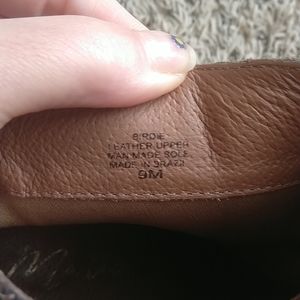 BIRDIE
LEATHER UPPER
MAN MADE SOLE
MADE IN BRAZIL
9M